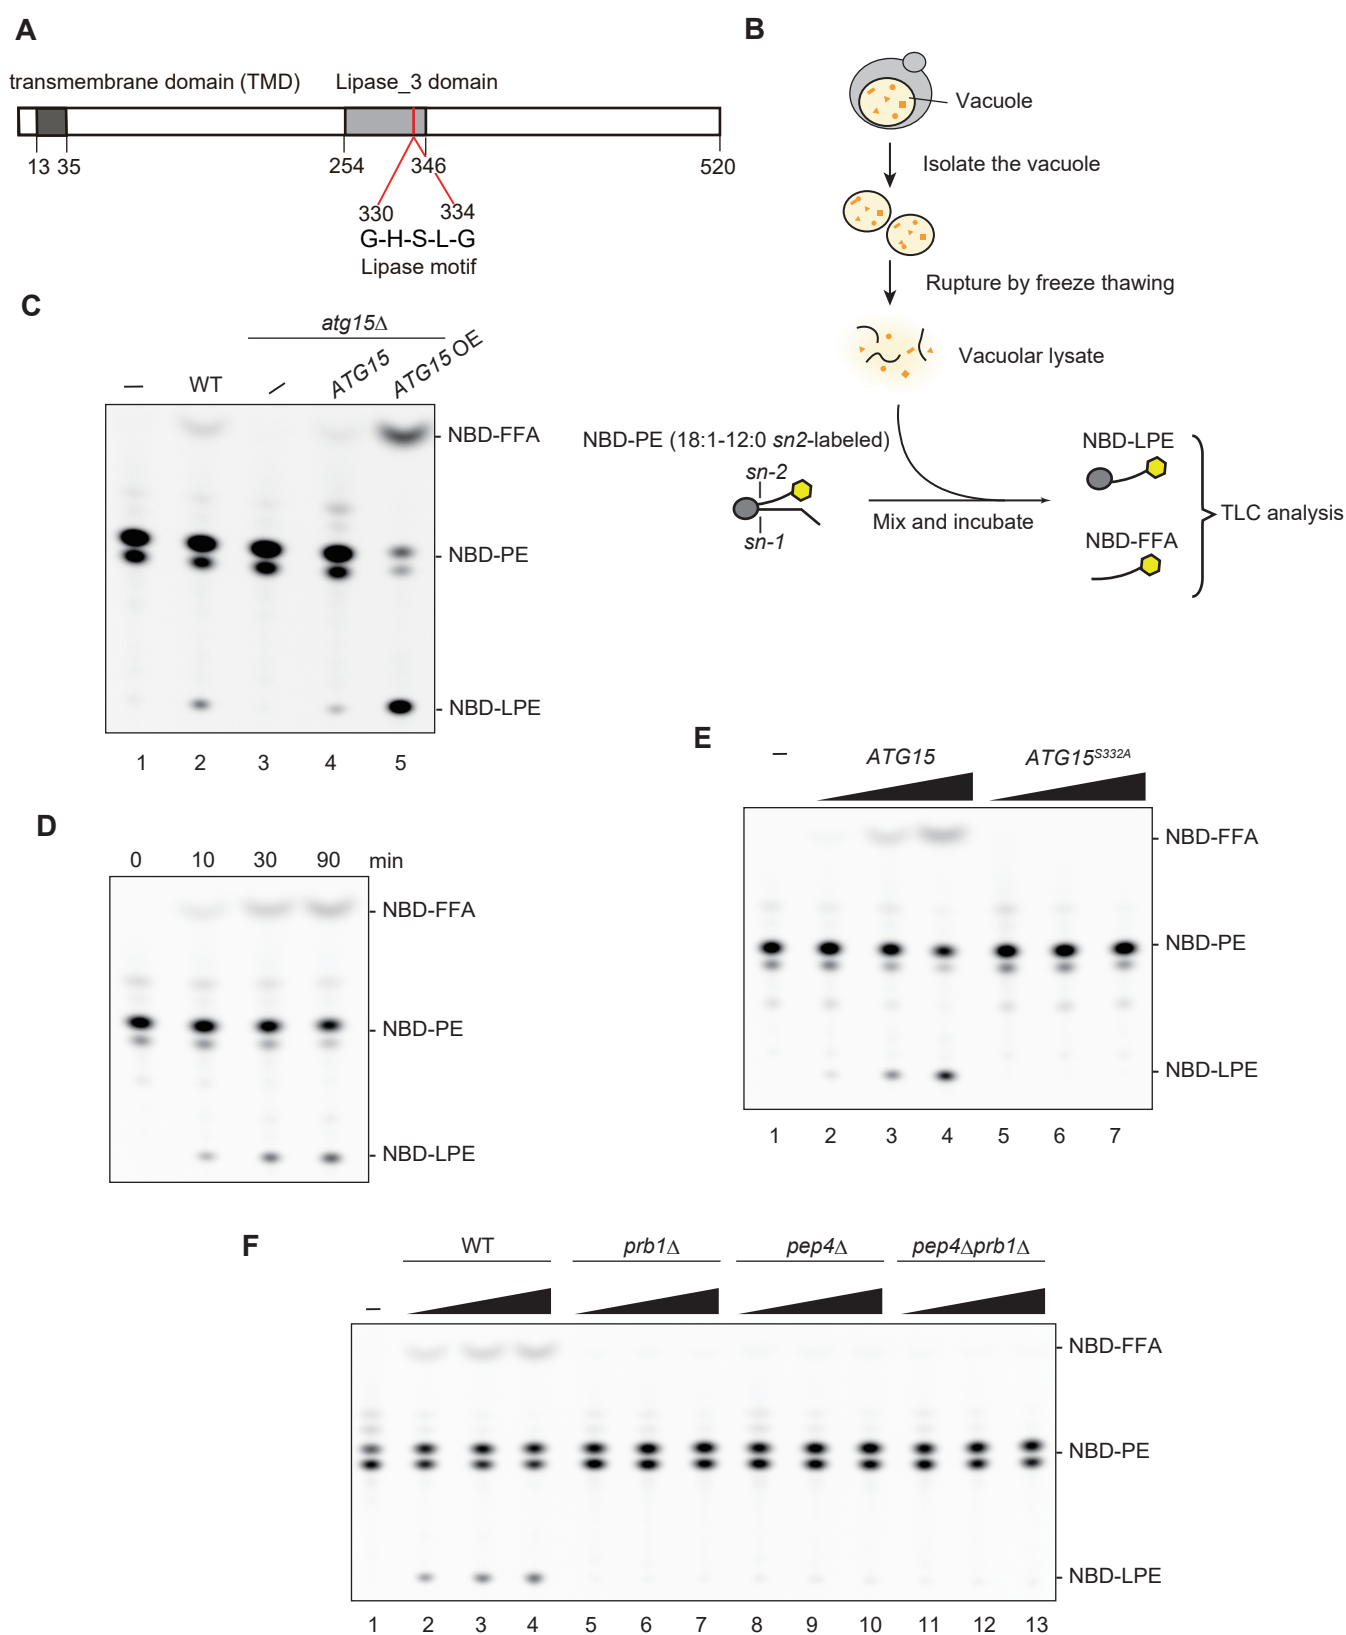 A
transmembrane domain (TMD)
Lipase_3 domain
13 35
254
346
520
330
334
G-H-S-L-G
Lipase motif
B
Vacuole
Isolate the vacuole
Rupture by freeze thawing
Vacuolar lysate
NBD-PE (18:1-12:0 sn2-labeled)
sn-2
sn-1
Mix and incubate
NBD-LPE
NBD-FFA
TLC analysis
C
atg15Δ
— WT — ATG15 ATG15 OE
NBD-FFA
NBD-PE
NBD-LPE
1 2 3 4 5
D
0 10 30 90 min
NBD-FFA
NBD-PE
NBD-LPE
E
— ATG15 ATG15S332A
NBD-FFA
NBD-PE
NBD-LPE
1 2 3 4 5 6 7
F
WT prb1Δ pep4Δ pep4Δprb1Δ
—
NBD-FFA
NBD-PE
NBD-LPE
1 2 3 4 5 6 7 8 9 10 11 12 13